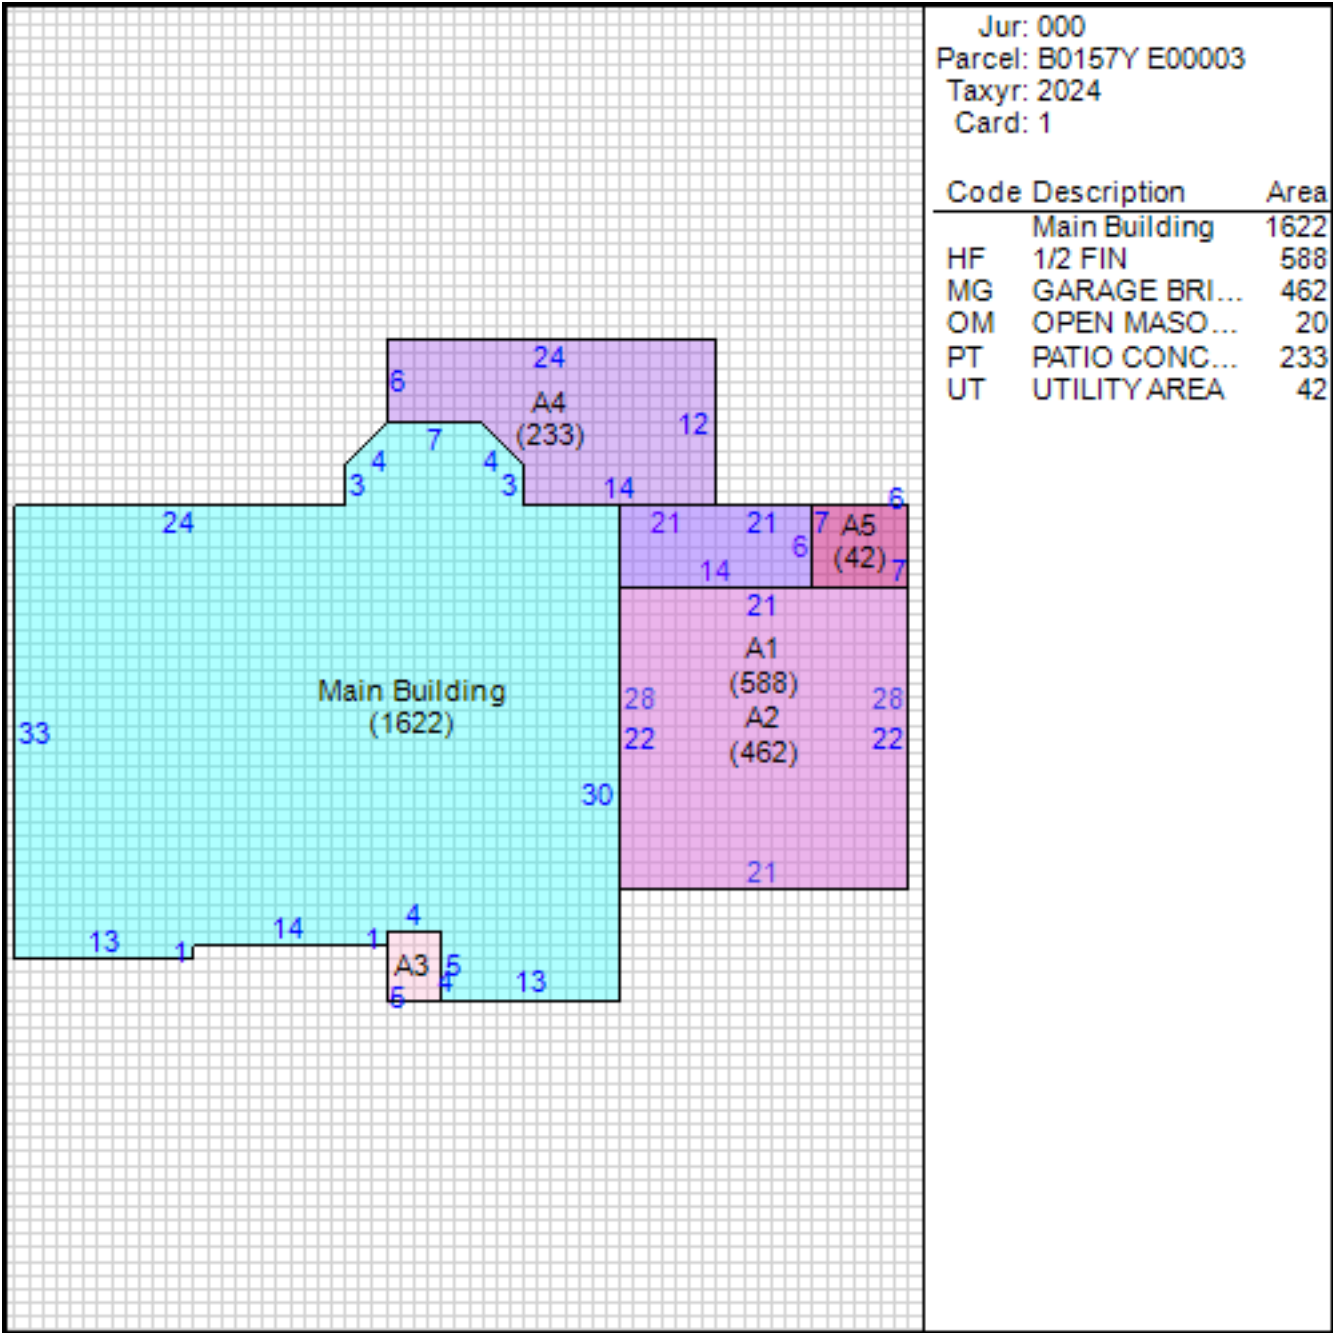 Jur: 000
Parcel: B0157Y E00003
Taxyr: 2024
Card: 1
Code Description Area
Main Building 1622
HF 1/2 FIN 588
MG GARAGE BRI... 462
OM OPEN MASO... 20
PT PATIO CONC... 233
UT UTILITY AREA 42
24
6
A4
12
(233)
7
4
4
3
3
14
6
24
21
21
7
A5
6
(42)
14
7
21
A1
(588)
Main Building
28
28
A2
(1622)
33
22
22
(462)
30
21
4
14
13
1
1
A3
5
4
13
5